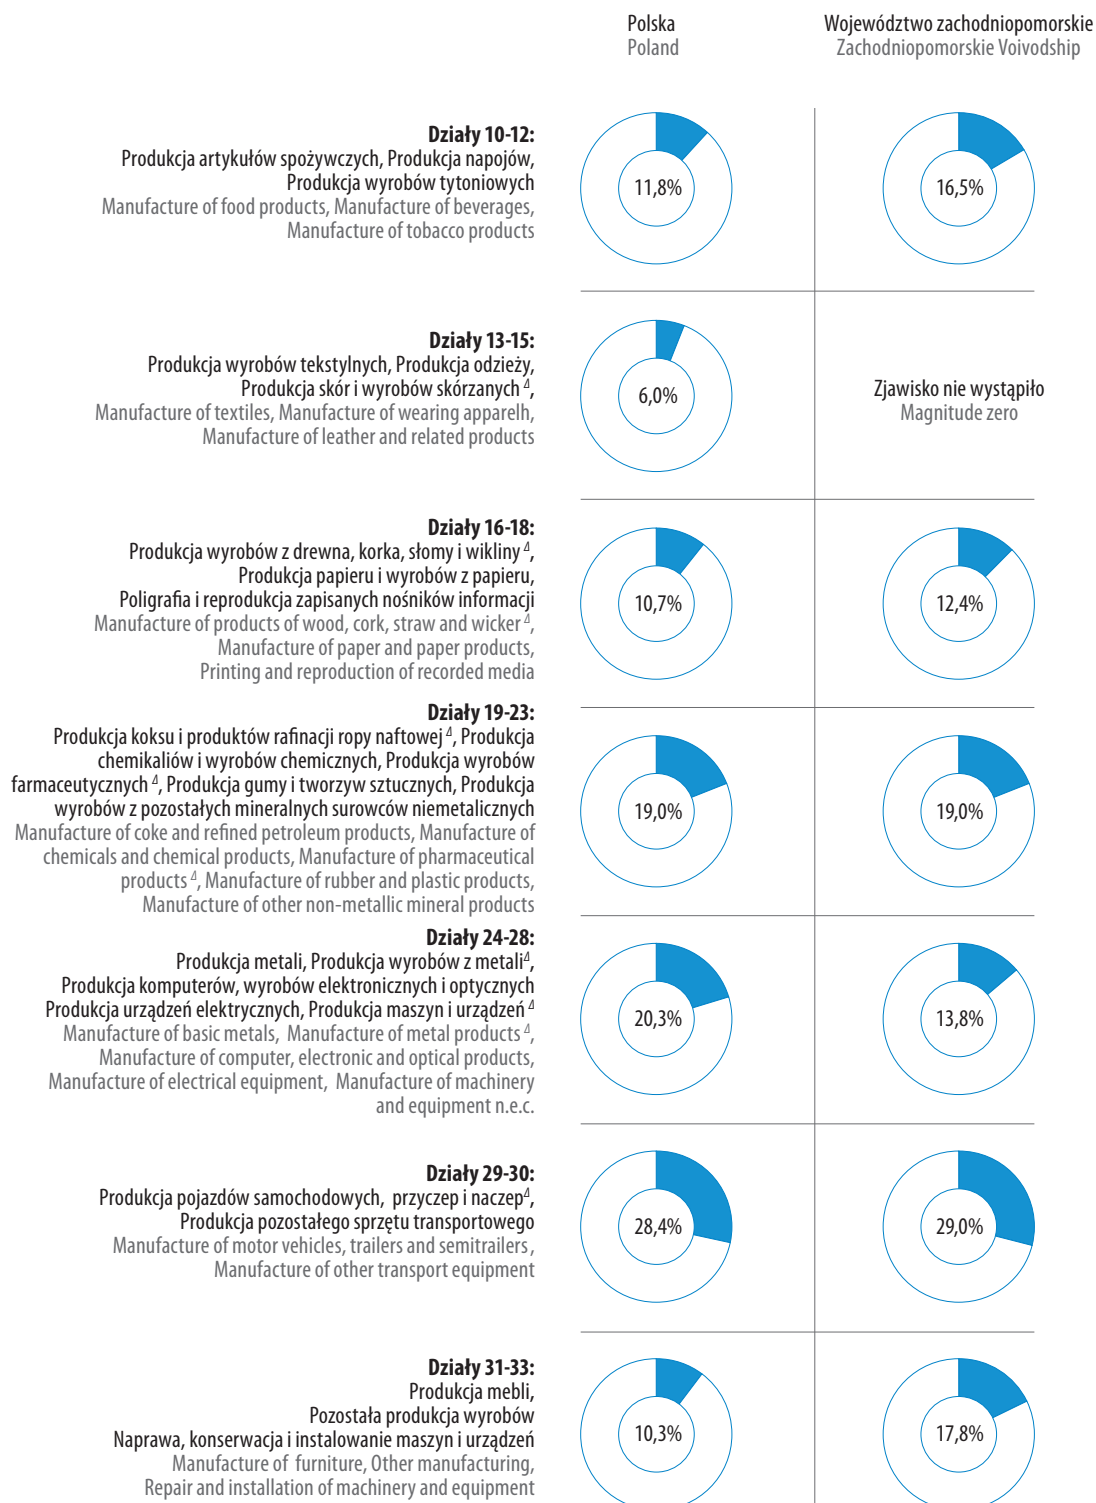 Polska
Poland
Województwo zachodniopomorskie
Zachodniopomorskie Voivodship
Działy 10-12:
Produkcja artykułów spożywczych, Produkcja napojów,
Produkcja wyrobów tytoniowych
Manufacture of food products, Manufacture of beverages,
Manufacture of tobacco products
11,8%
16,5%
Działy 13-15:
Produkcja wyrobów tekstylnych, Produkcja odzieży,
Produkcja skór i wyrobów skórzanych Δ,
Manufacture of textiles, Manufacture of wearing apparelh,
Manufacture of leather and related products
6,0%
Zjawisko nie wystąpiło
Magnitude zero
Działy 16-18:
Produkcja wyrobów z drewna, korka, słomy i wikliny Δ,
Produkcja papieru i wyrobów z papieru,
Poligrafia i reprodukcja zapisanych nośników informacji
Manufacture of products of wood, cork, straw and wicker Δ,
Manufacture of paper and paper products,
Printing and reproduction of recorded media
10,7%
12,4%
Działy 19-23:
Produkcja koksu i produktów rafinacji ropy naftowej Δ, Produkcja
chemikaliów i wyrobów chemicznych, Produkcja wyrobów
farmaceutycznych Δ, Produkcja gumy i tworzyw sztucznych, Produkcja
wyrobów z pozostałych mineralnych surowców niemetalicznych
Manufacture of coke and refined petroleum products, Manufacture of
chemicals and chemical products, Manufacture of pharmaceutical
products Δ, Manufacture of rubber and plastic products,
Manufacture of other non-metallic mineral products
19,0%
19,0%
Działy 24-28:
Produkcja metali, Produkcja wyrobów z metaliΔ,
Produkcja komputerów, wyrobów elektronicznych i optycznych
Produkcja urządzeń elektrycznych, Produkcja maszyn i urządzeń Δ
Manufacture of basic metals, Manufacture of metal products Δ,
Manufacture of computer, electronic and optical products,
Manufacture of electrical equipment, Manufacture of machinery
and equipment n.e.c.
20,3%
13,8%
Działy 29-30:
Produkcja pojazdów samochodowych, przyczep i naczepΔ,
Produkcja pozostałego sprzętu transportowego
Manufacture of motor vehicles, trailers and semitrailers,
Manufacture of other transport equipment
28,4%
29,0%
Działy 31-33:
Produkcja mebli,
Pozostała produkcja wyrobów
Naprawa, konserwacja i instalowanie maszyn i urządzeń
Manufacture of furniture, Other manufacturing,
Repair and installation of machinery and equipment
10,3%
17,8%